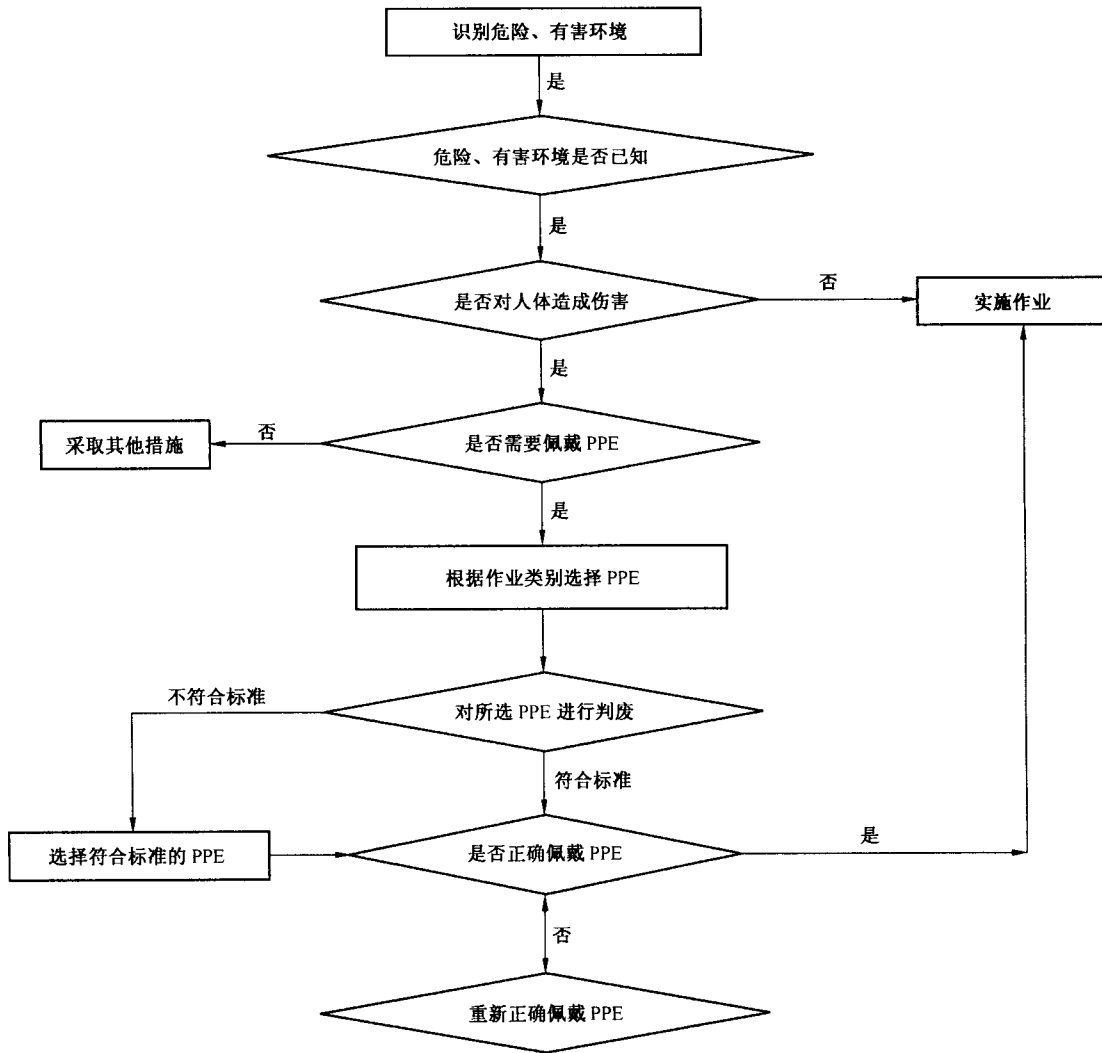 识别危险、有害环境
是
危险、有害环境是否已知
是
是否对人体造成伤害
否
实施作业
是
采取其他措施
否
是否需要佩戴 PPE
是
根据作业类别选择 PPE
不符合标准
对所选 PPE 进行判废
符合标准
选择符合标准的 PPE
是否正确佩戴 PPE
是
否
重新正确佩戴 PPE